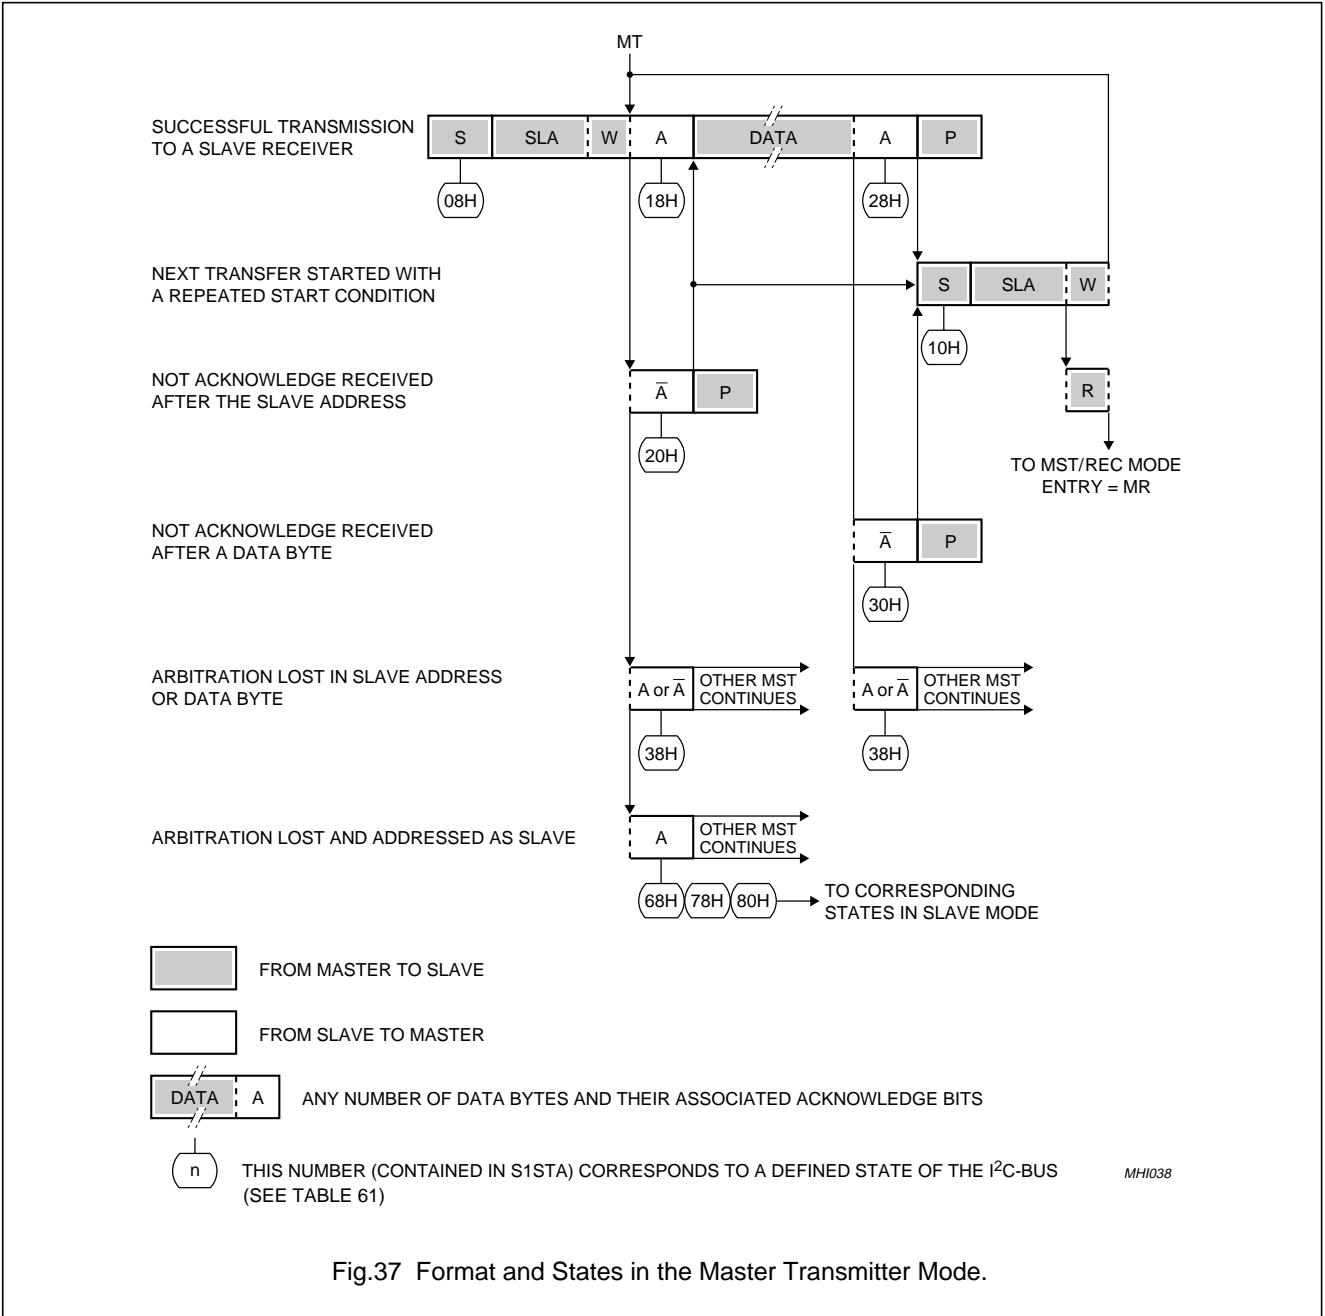 MT
SUCCESSFUL TRANSMISSION
TO A SLAVE RECEIVER
S SLA W A DATA A P
08H 18H 28H
NEXT TRANSFER STARTED WITH
A REPEATED START CONDITION
S SLA W
10H
NOT ACKNOWLEDGE RECEIVED
AFTER THE SLAVE ADDRESS
A̅ P
R
20H
TO MST/REC MODE
ENTRY = MR
NOT ACKNOWLEDGE RECEIVED
AFTER A DATA BYTE
A̅ P
30H
ARBITRATION LOST IN SLAVE ADDRESS
OR DATA BYTE
A or A̅
OTHER MST
CONTINUES
A or A̅
OTHER MST
CONTINUES
38H 38H
ARBITRATION LOST AND ADDRESSED AS SLAVE
A
OTHER MST
CONTINUES
68H 78H 80H
TO CORRESPONDING
STATES IN SLAVE MODE
FROM MASTER TO SLAVE
FROM SLAVE TO MASTER
DATA A
ANY NUMBER OF DATA BYTES AND THEIR ASSOCIATED ACKNOWLEDGE BITS
n
THIS NUMBER (CONTAINED IN S1STA) CORRESPONDS TO A DEFINED STATE OF THE I²C-BUS
(SEE TABLE 61)
MHI038
Fig.37 Format and States in the Master Transmitter Mode.